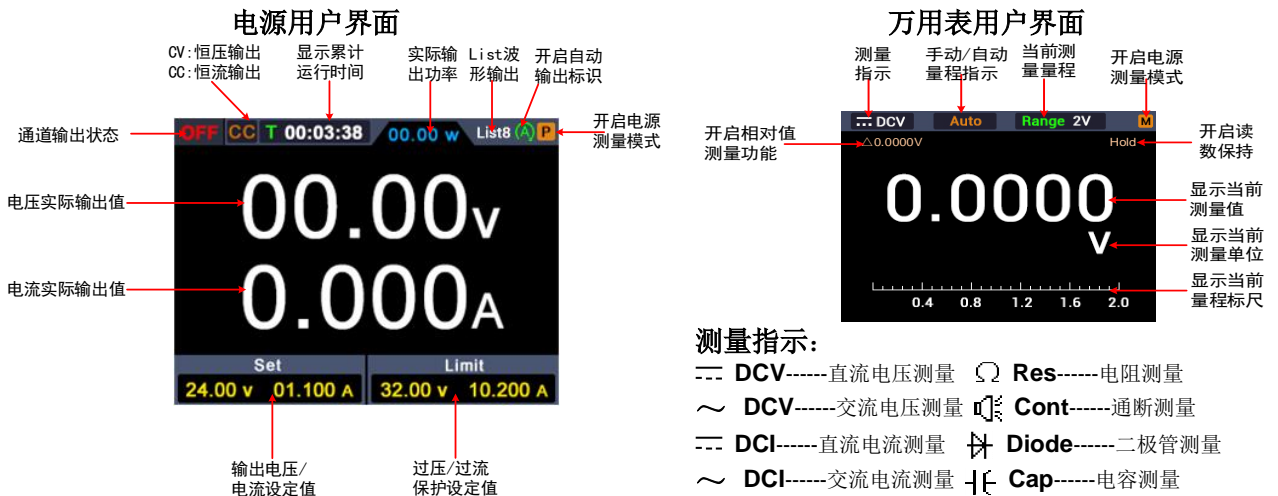 电源用户界面
CV:恒压输出
CC:恒流输出
显示累计
运行时间
实际输
出功率
List波
形输出
开启自动
输出标识
通道输出状态
OFF CC T 00:03:38 00.00 w List8 A P
开启电源
测量模式
电压实际输出值
00.00v
电流实际输出值
0.000A
Set Limit
24.00 v 01.100 A 32.00 v 10.200 A
输出电压/
电流设定值
过压/过流
保护设定值
万用表用户界面
测量
指示
手动/自动
量程指示
当前测
量量程
开启电源
测量模式
DCV Auto Range 2V M
开启相对值
测量功能
△0.0000V Hold
开启读
数保持
0.0000
V
显示当前
测量值
显示当前
测量单位
显示当前
量程标尺
0.4 0.8 1.2 1.6 2.0
测量指示：
DCV------直流电压测量 Ω Res------电阻测量
～ DCV------交流电压测量 Cont------通断测量
DCI------直流电流测量 Diode------二极管测量
～ DCI------交流电流测量 Cap------电容测量